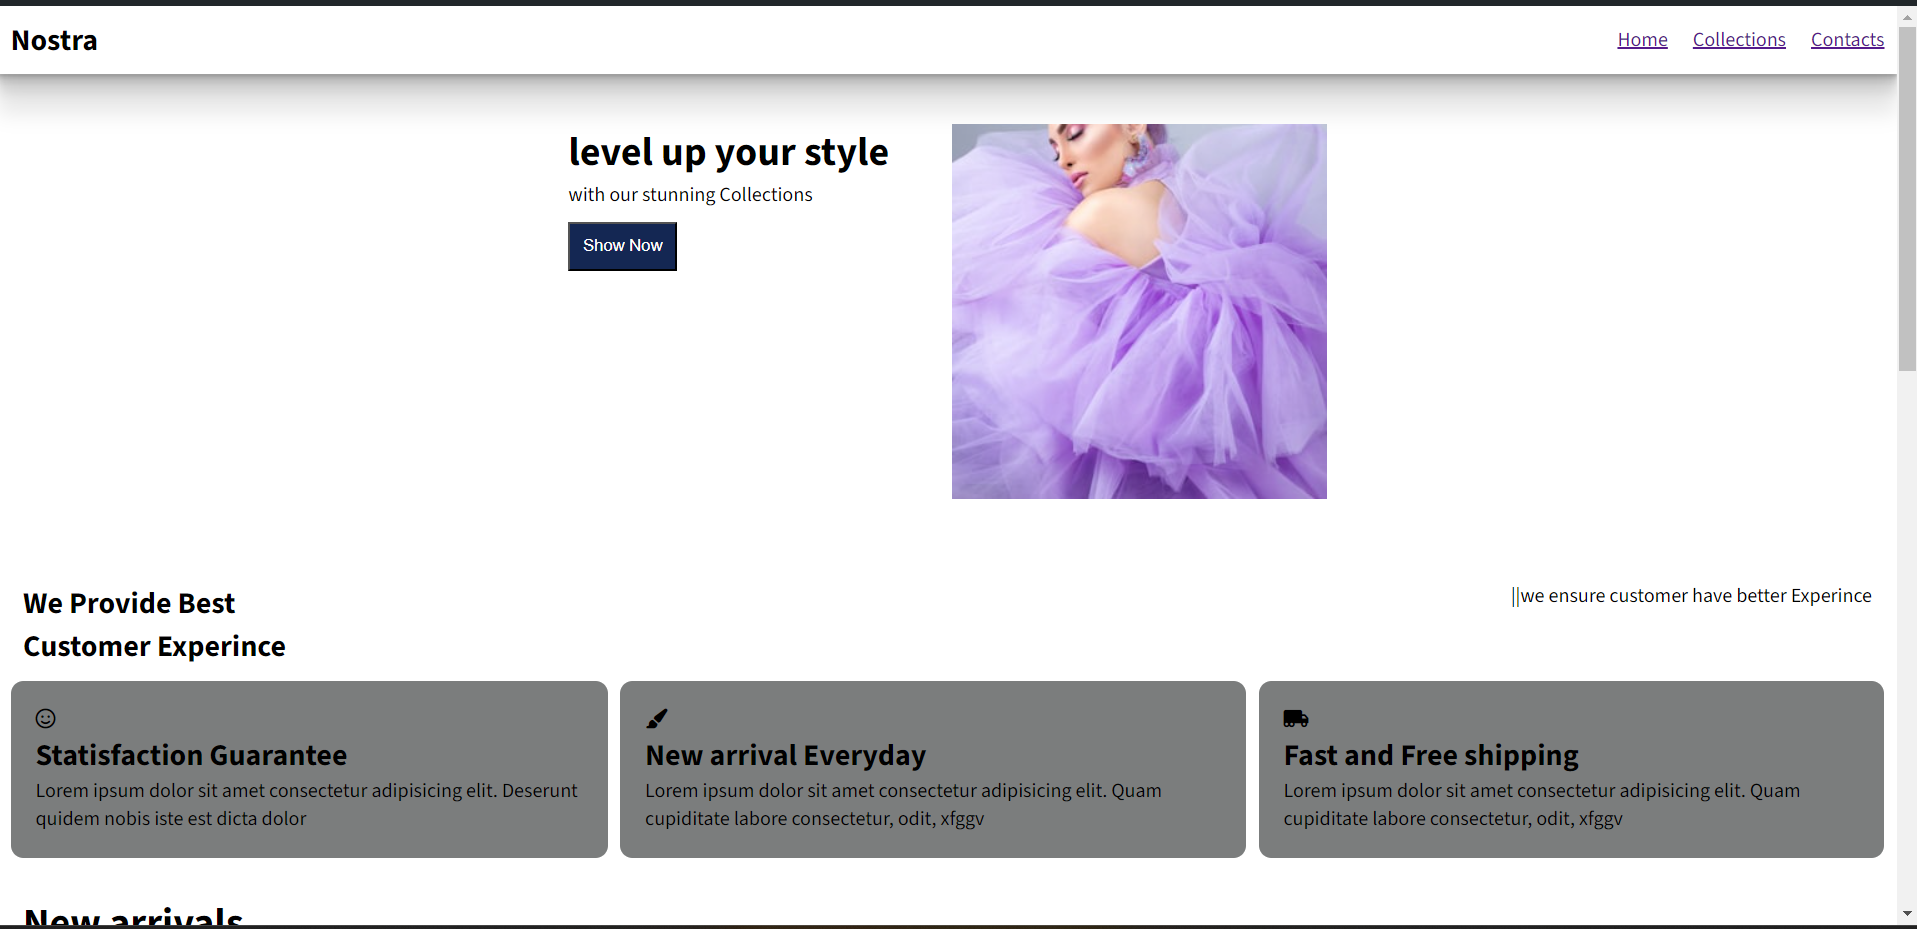 Nostra
Home Collections Contacts
level up your style
with our stunning Collections
Show Now
We Provide Best
Customer Experince
||we ensure customer have better Experince
Statisfaction Guarantee
Lorem ipsum dolor sit amet consectetur adipisicing elit. Deserunt
quidem nobis iste est dicta dolor
New arrival Everyday
Lorem ipsum dolor sit amet consectetur adipisicing elit. Quam
cupiditate labore consectetur, odit, xfggv
Fast and Free shipping
Lorem ipsum dolor sit amet consectetur adipisicing elit. Quam
cupiditate labore consectetur, odit, xfggv
New arrivals